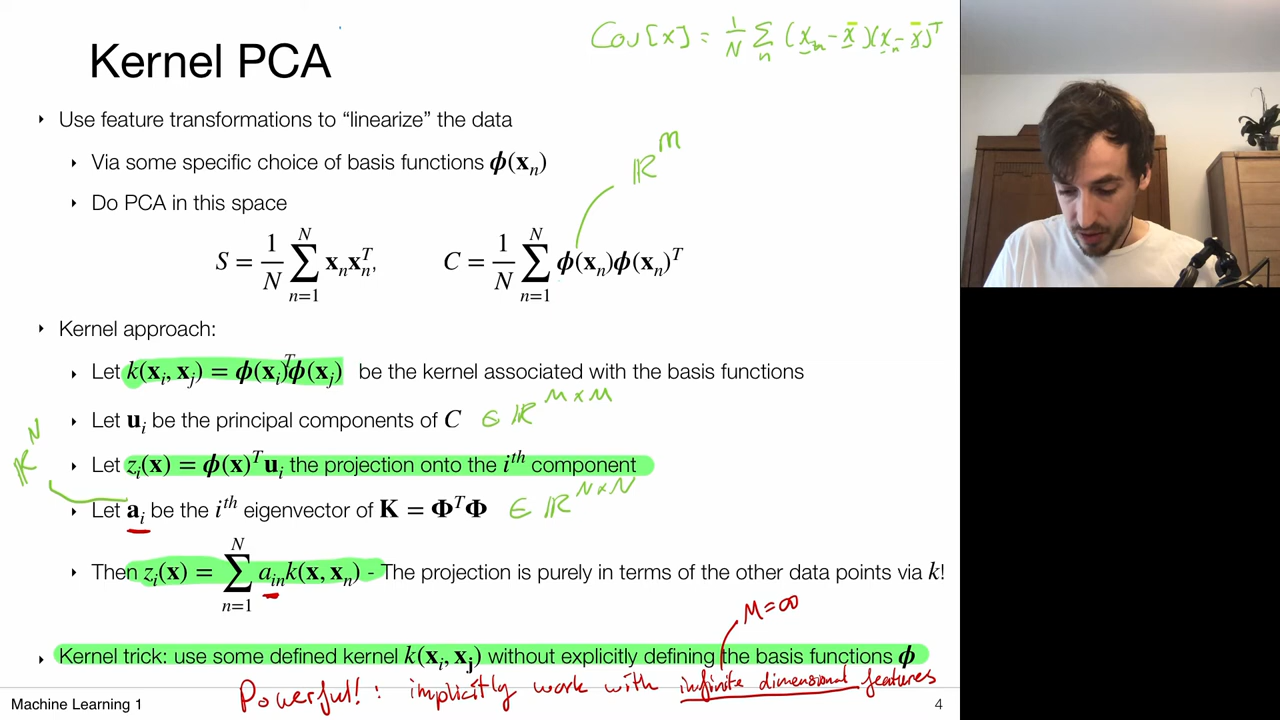 Cov[x] = 1/N Σ_n (x_n - x̄)(x_n - x̄)^T
Kernel PCA
‣ Use feature transformations to “linearize” the data
‣ Via some specific choice of basis functions ϕ(x_n)
ℝ^M
‣ Do PCA in this space
S = 1/N ∑_{n=1}^N x_n x_n^T, C = 1/N ∑_{n=1}^N ϕ(x_n)ϕ(x_n)^T
‣ Kernel approach:
‣ Let k(x_i, x_j) = ϕ(x_i)^Tϕ(x_j) be the kernel associated with the basis functions
‣ Let u_i be the principal components of C ∈ ℝ^{M×M}
‣ Let z_i(x) = ϕ(x)^T u_i the projection onto the i^th component
ℝ^N
‣ Let a_i be the i^th eigenvector of K = Φ^TΦ ∈ ℝ^{N×N}
‣ Then z_i(x) = ∑_{n=1}^N a_{in}k(x, x_n) - The projection is purely in terms of the other data points via k!
M=∞
‣ Kernel trick: use some defined kernel k(x_i, x_j) without explicitly defining the basis functions ϕ
Powerful!: implicitly work with infinite dimensional features
Machine Learning 1 4